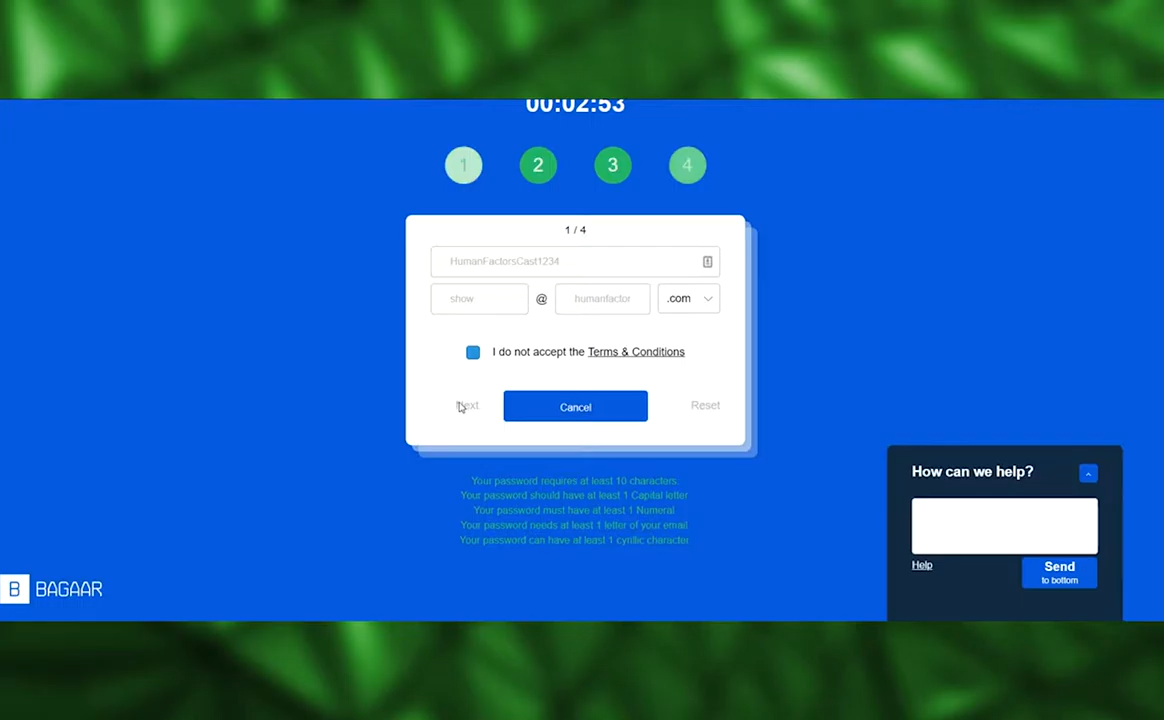 00:02:53
1 2 3 4
1 / 4
HumanFactorsCast1234
show @ humanfactor .com
I do not accept the Terms & Conditions
Next Cancel Reset
Your password requires at least 10 characters.
Your password should have at least 1 Capital letter
Your password must have at least 1 Numeral.
Your password needs at least 1 letter of your email
Your password can have at least 1 cyrillic character
How can we help?
Help
Send
to bottom
B BAGAAR